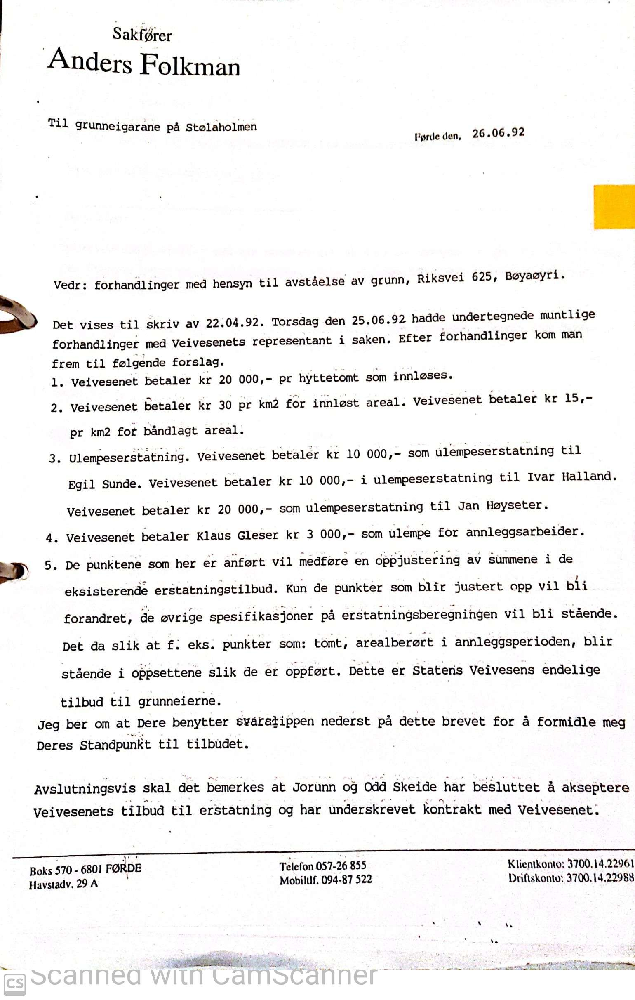 Sakfører
Anders Folkman
Til grunneigarane på Stølaholmen
Førde den, 26.06.92
Vedr: forhandlinger med hensyn til avståelse av grunn, Riksvei 625, Bøyaøyri.
Det vises til skriv av 22.04.92. Torsdag den 25.06.92 hadde undertegnede muntlige
forhandlinger med Veivesenets representant i saken. Efter forhandlinger kom man
frem til følgende forslag.
1. Veivesenet betaler kr 20 000,- pr hyttetomt som innløses.
2. Veivesenet betaler kr 30 pr km2 for innløst areal. Veivesenet betaler kr 15,-
pr km2 for båndlagt areal.
3. Ulempeserstatning. Veivesenet betaler kr 10 000,- som ulempeserstatning til
Egil Sunde. Veivesenet betaler kr 10 000,- i ulempeserstatning til Ivar Halland.
Veivesenet betaler kr 20 000,- som ulempeserstatning til Jan Høyseter.
4. Veivesenet betaler Klaus Gleser kr 3 000,- som ulempe for annleggsarbeider.
5. De punktene som her er anført vil medføre en oppjustering av summene i de
eksisterende erstatningstilbud. Kun de punkter som blir justert opp vil bli
forandret, de øvrige spesifikasjoner på erstatningsberegningen vil bli stående.
Det da slik at f. eks. punkter som: tomt, arealberørt i annleggsperioden, blir
stående i oppsettene slik de er oppført. Dette er Statens Veivesens endelige
tilbud til grunneierne.
Jeg ber om at Dere benytter svarslippen nederst på dette brevet for å formidle meg
Deres Standpunkt til tilbudet.
Avslutningsvis skal det bemerkes at Jorunn og Odd Skeide har besluttet å akseptere
Veivesenets tilbud til erstatning og har underskrevet kontrakt med Veivesenet.
Boks 570 - 6801 FØRDE
Havstadv. 29 A
Telefon 057-26 855
Mobiltlf. 094-87 522
Klientkonto: 3700.14.22961
Driftskonto: 3700.14.22988
CS Scanned with CamScanner